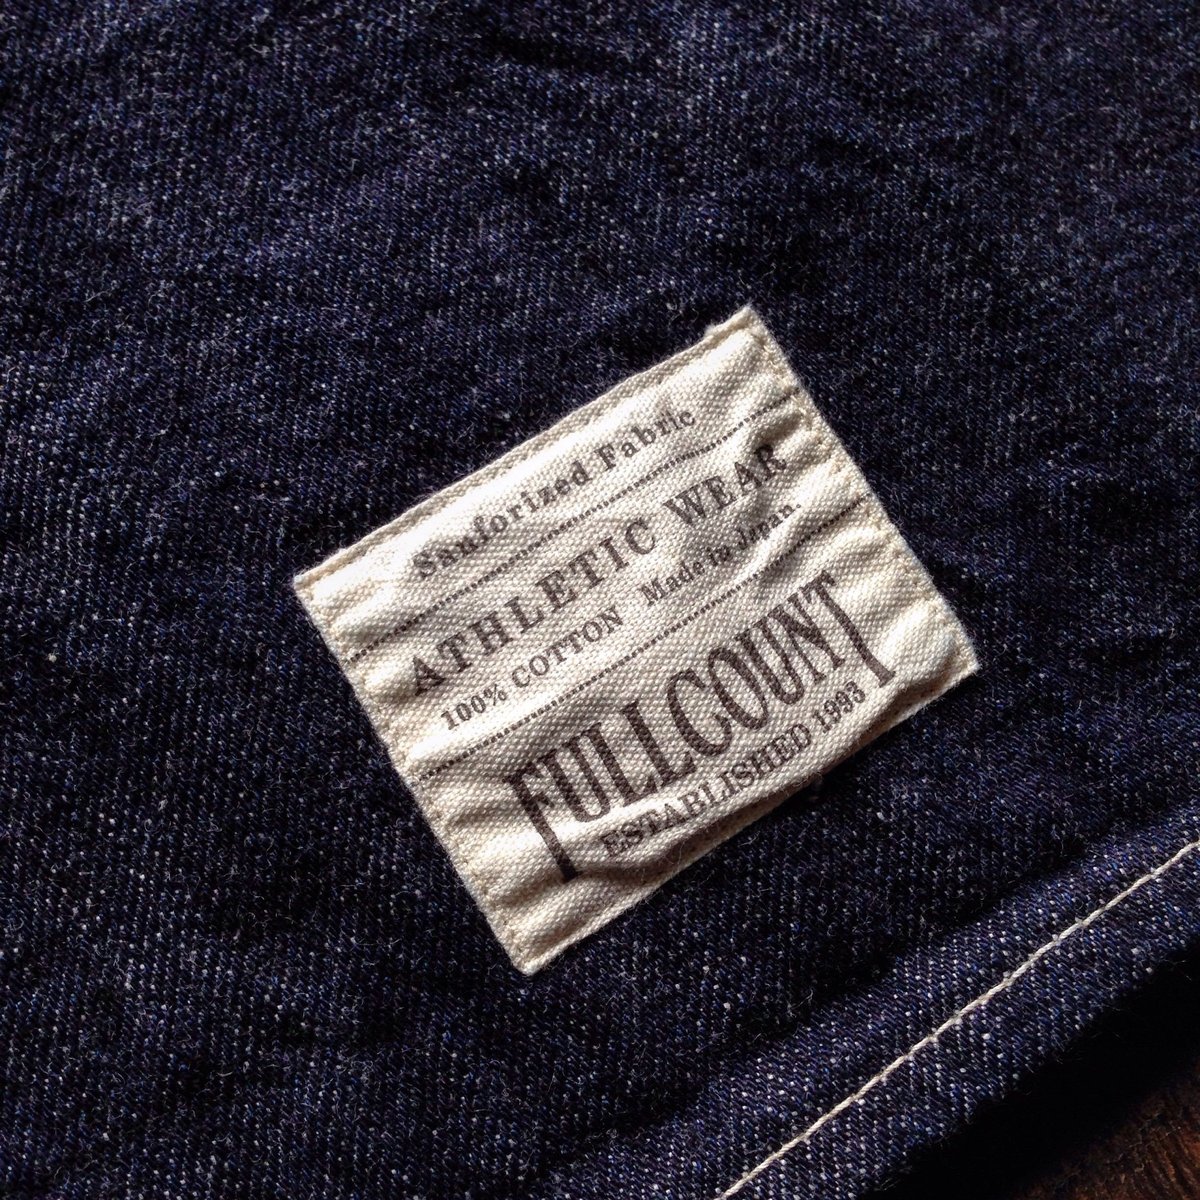 Sanforized Fabric
ATHLETIC WEAR
100% COTTON Made in Japan.
FULLCOUNT
ESTABLISHED 1993